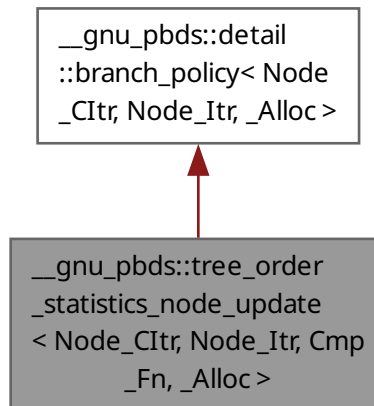 __gnu_pbds::detail
::branch_policy< Node
_CItr, Node_Itr, _Alloc >
__gnu_pbds::tree_order
_statistics_node_update
< Node_CItr, Node_Itr, Cmp
_Fn, _Alloc >